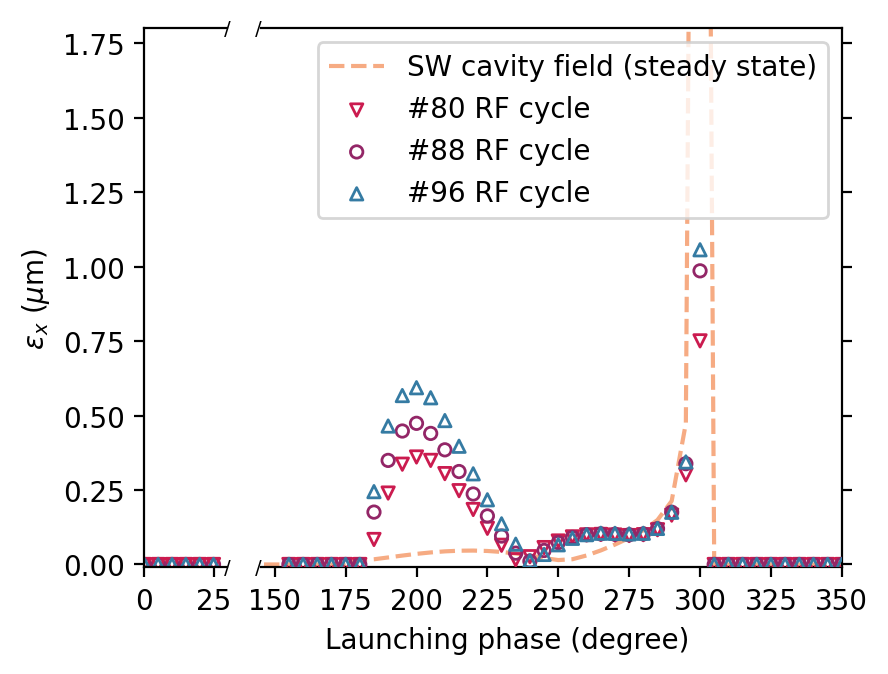 SW cavity field (steady state)
#80 RF cycle
#88 RF cycle
#96 RF cycle
1.75
1.50
1.25
1.00
0.75
0.50
0.25
0.00
εₓ (μm)
0 25 150 175 200 225 250 275 300 325 350
Launching phase (degree)